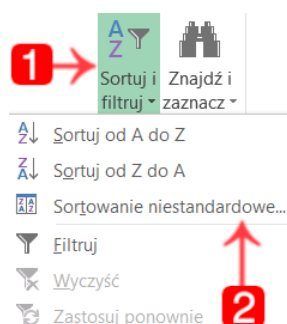 1
Sortuj i Znajdź i
filtruj zaznacz
Sortuj od A do Z
Sortuj od Z do A
Sortowanie niestandardowe...
Filtruj
Wyczyść
Zastosuj ponownie
2